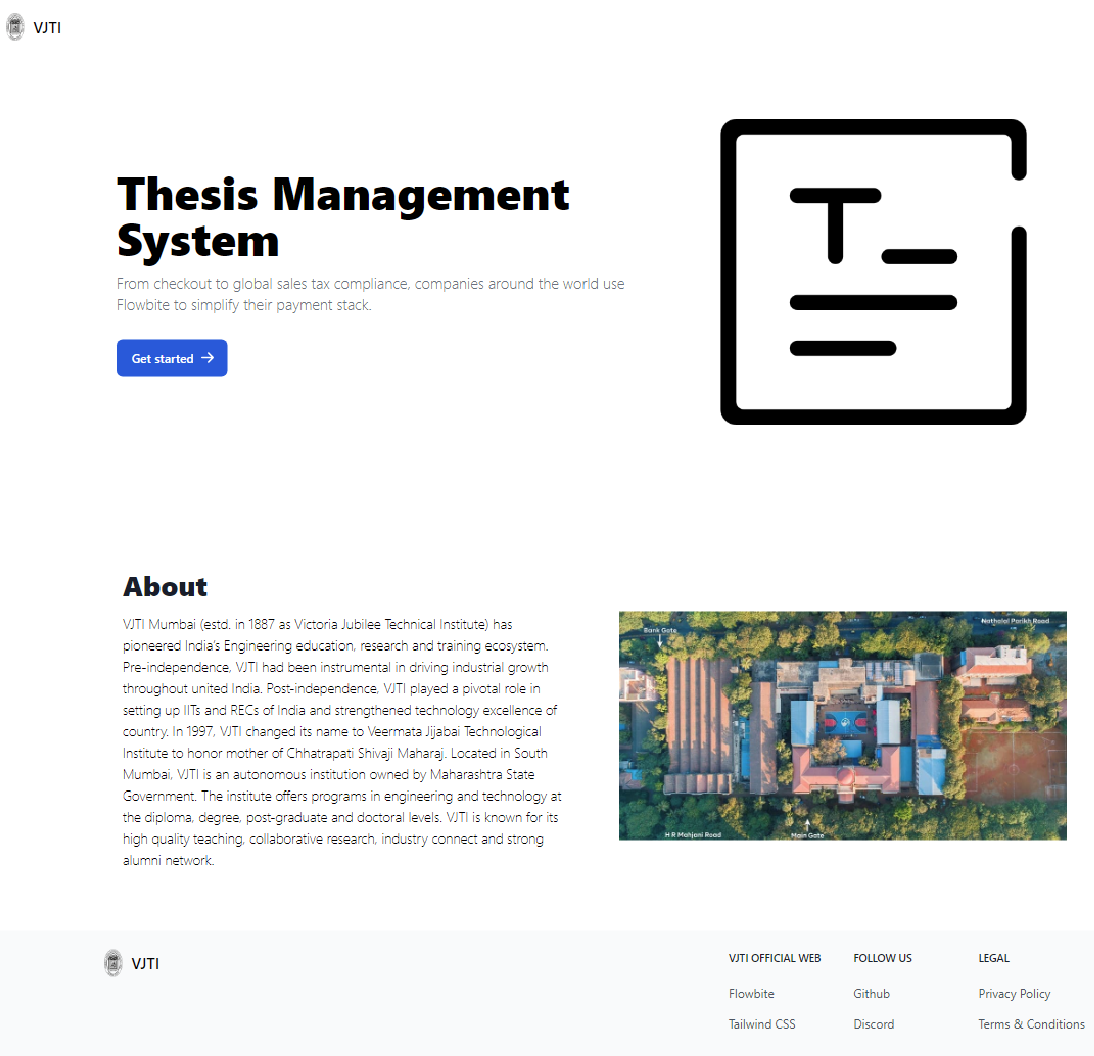 VJTI
Thesis Management
System
From checkout to global sales tax compliance, companies around the world use
Flowbite to simplify their payment stack.
Get started
T
About
VJTI Mumbai (estd. in 1887 as Victoria Jubilee Technical Institute) has
pioneered India's Engineering education, research and training ecosystem.
Pre-independence, VJTI had been instrumental in driving industrial growth
throughout united India. Post-independence, VJTI played a pivotal role in
setting up IITs and RECs of India and strengthened technology excellence of
country. In 1997, VJTI changed its name to Veermata Jijabai Technological
Institute to honor mother of Chhatrapati Shivaji Maharaj. Located in South
Mumbai, VJTI is an autonomous institution owned by Maharashtra State
Government. The institute offers programs in engineering and technology at
the diploma, degree, post-graduate and doctoral levels. VJTI is known for its
high quality teaching, collaborative research, industry connect and strong
alumni network.
Bank Gate
Nathalal Parikh Road
H R Mahjani Road
Main Gate
VJTI
VJTI OFFICIAL WEB
FOLLOW US
LEGAL
Flowbite
Github
Privacy Policy
Tailwind CSS
Discord
Terms & Conditions